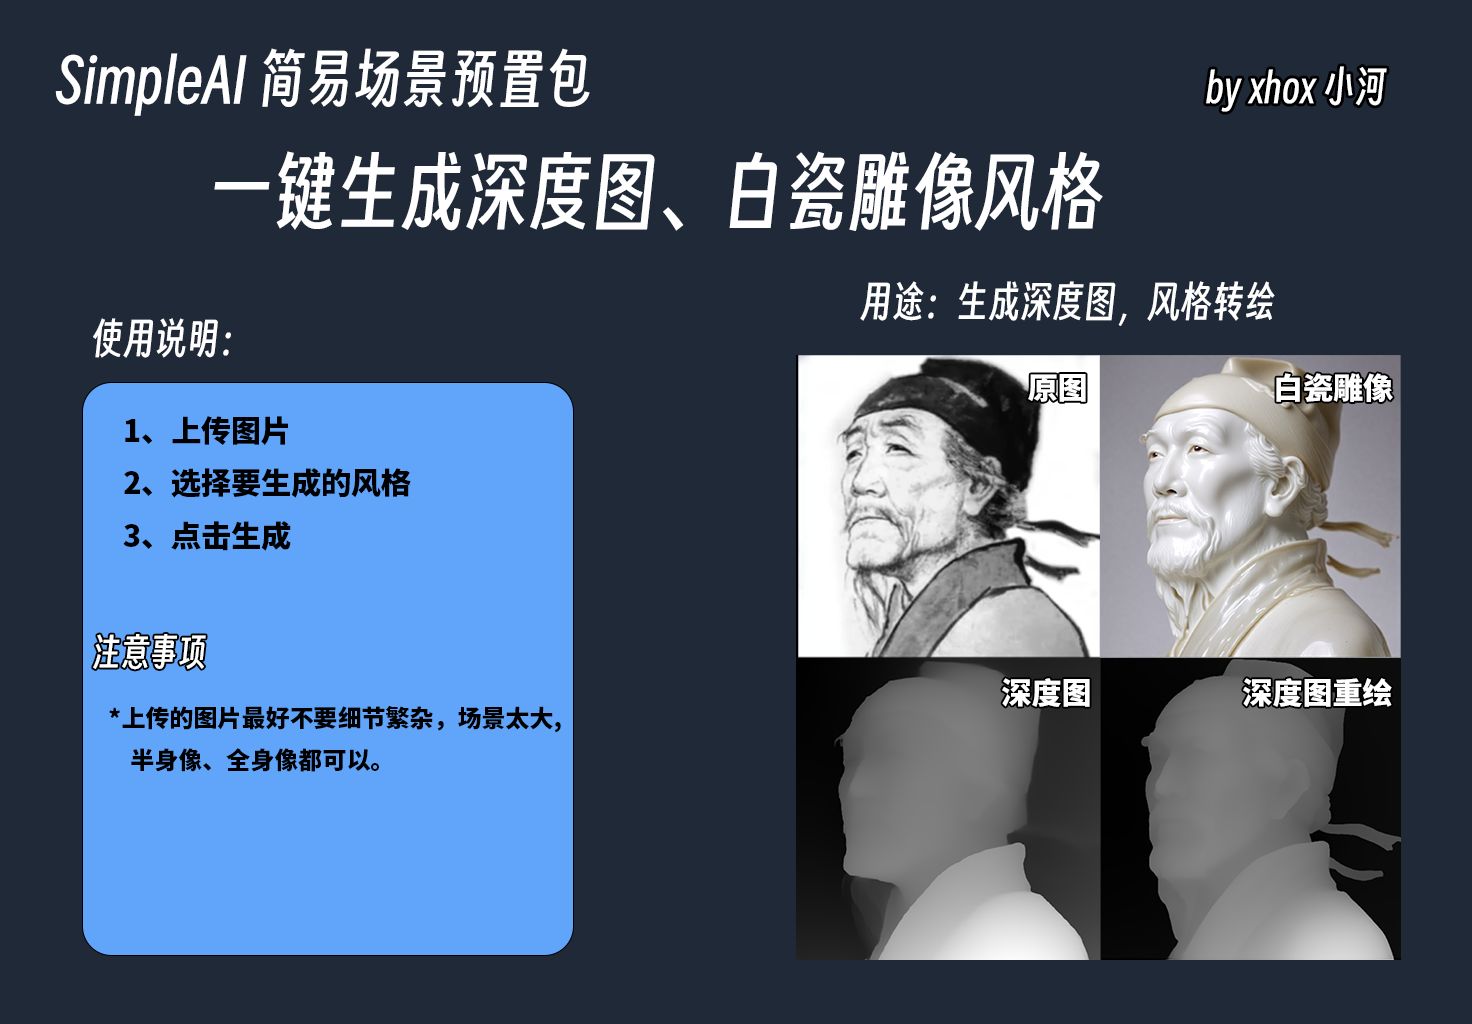 SimpleAI 简易场景预置包
by xhox 小河
一键生成深度图、白瓷雕像风格
用途：生成深度图，风格转绘
使用说明：
1、上传图片
2、选择要生成的风格
3、点击生成
注意事项
*上传的图片最好不要细节繁杂，场景太大,
半身像、全身像都可以。
原图
白瓷雕像
深度图
深度图重绘